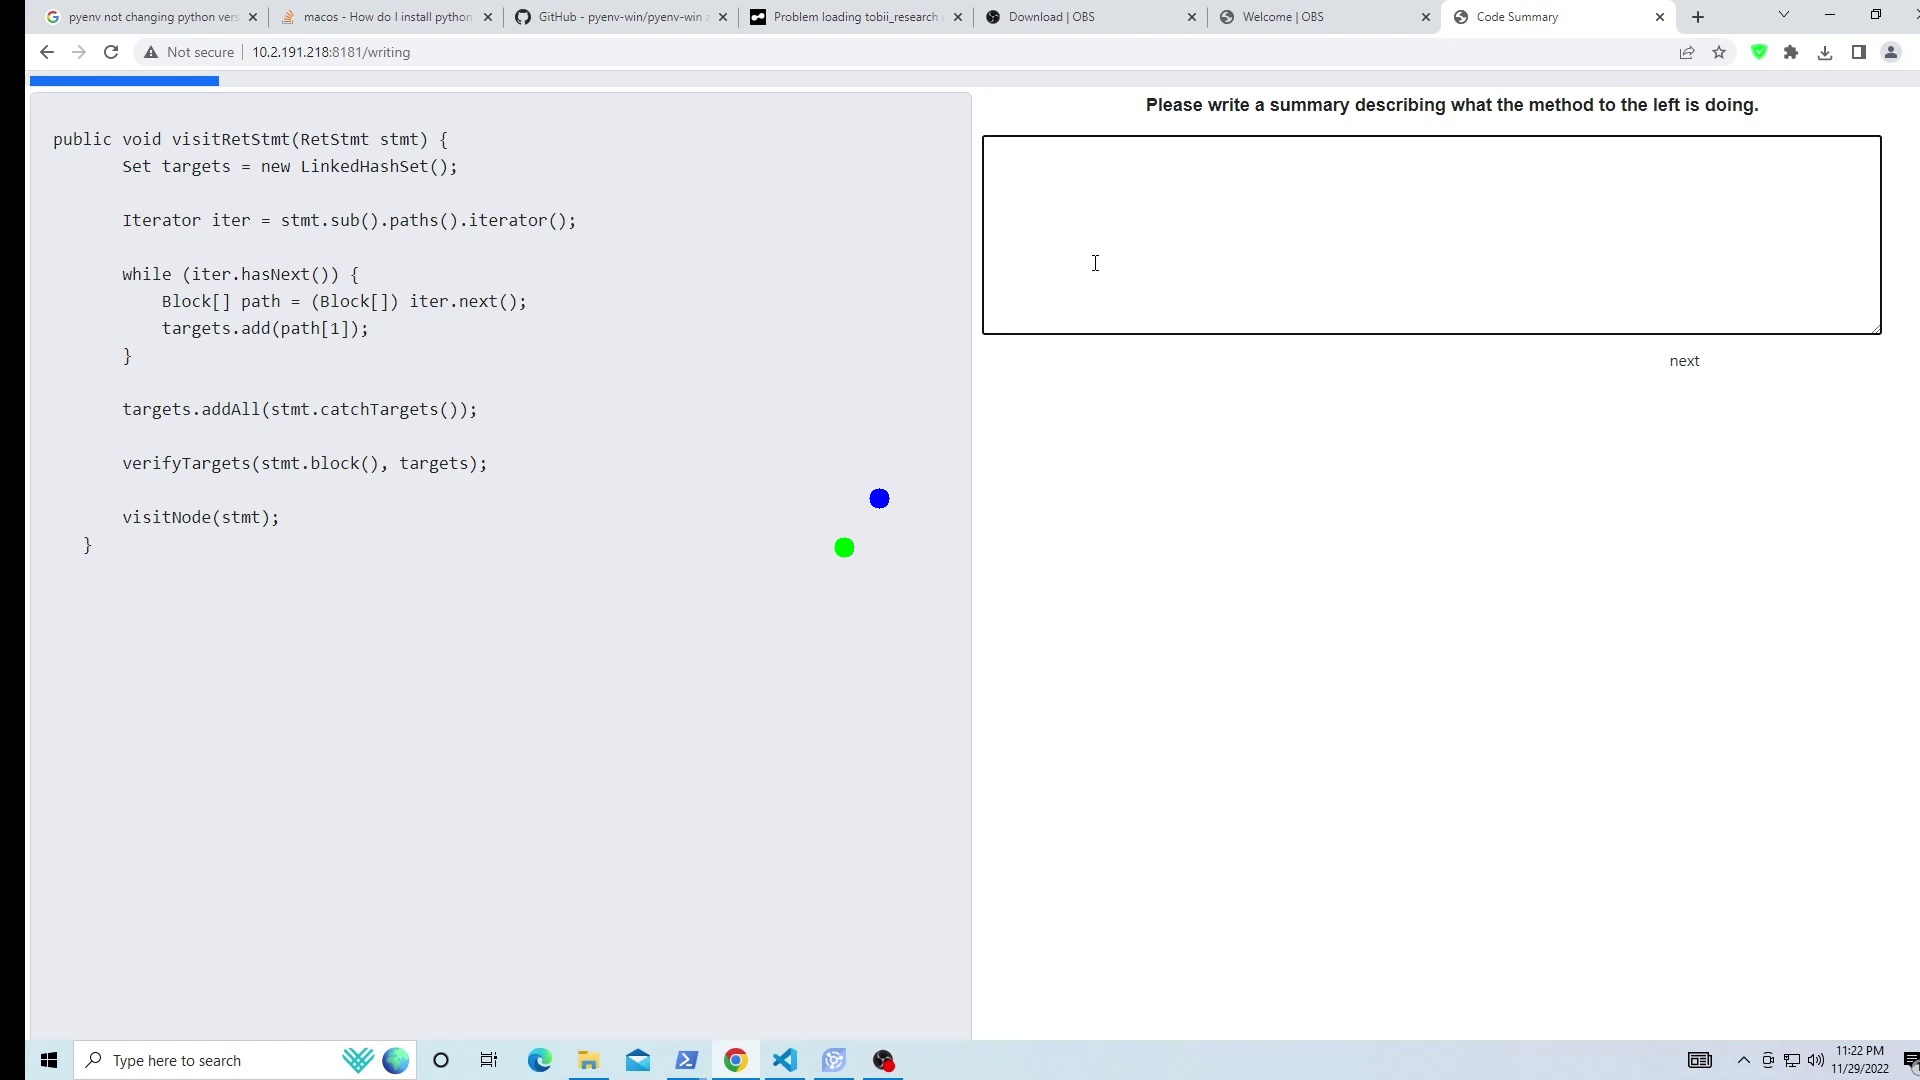 pyenv not changing python vers
macos - How do I install python
GitHub - pyenv-win/pyenv-win
Problem loading tobii_research
Download | OBS
Welcome | OBS
Code Summary
Not secure
10.2.191.218:8181/writing
public void visitRetStmt(RetStmt stmt) {
Set targets = new LinkedHashSet();
Iterator iter = stmt.sub().paths().iterator();
while (iter.hasNext()) {
Block[] path = (Block[]) iter.next();
targets.add(path[1]);
}
targets.addAll(stmt.catchTargets());
verifyTargets(stmt.block(), targets);
visitNode(stmt);
}
Please write a summary describing what the method to the left is doing.
next
Type here to search
11:22 PM
11/29/2022